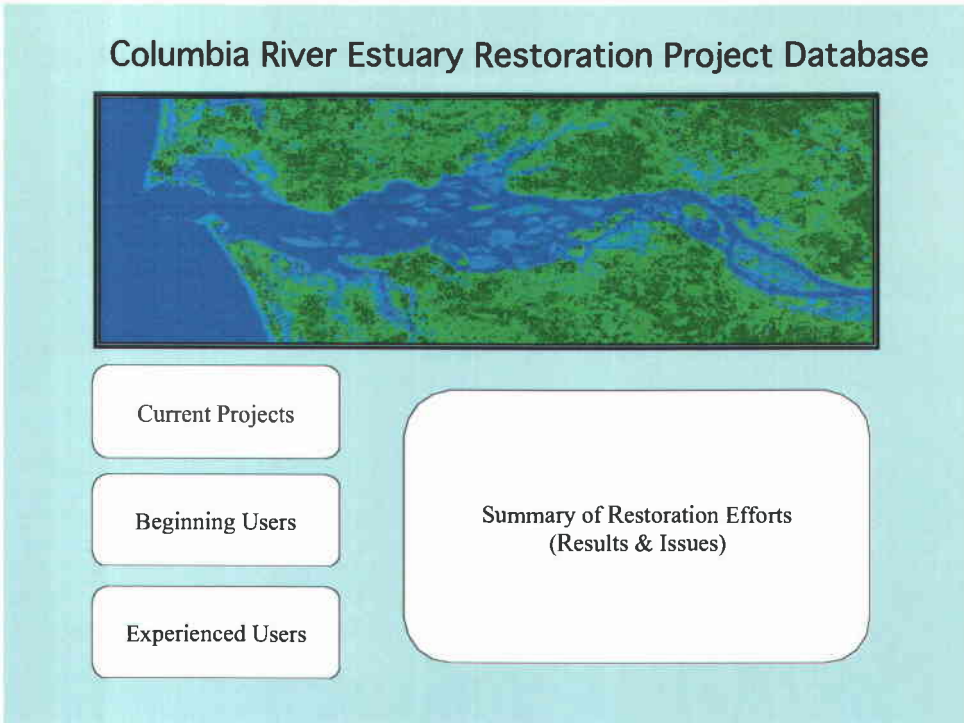 Columbia River Estuary Restoration Project Database
Current Projects
Beginning Users
Experienced Users
Summary of Restoration Efforts
(Results & Issues)